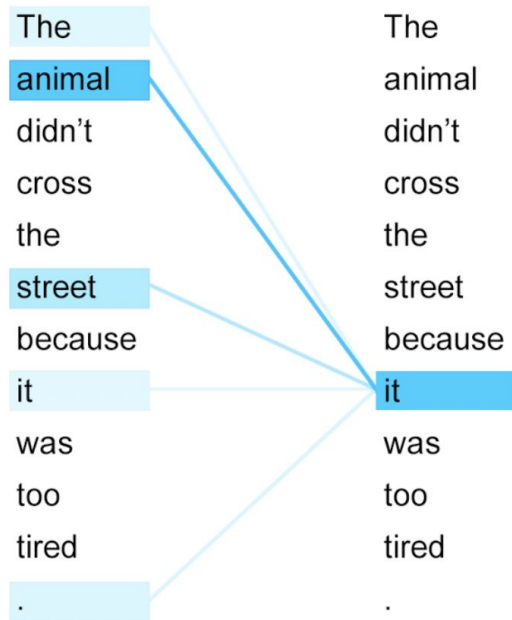 The
animal
didn’t
cross
the
street
because
it
was
too
tired
.
The
animal
didn’t
cross
the
street
because
it
was
too
tired
.